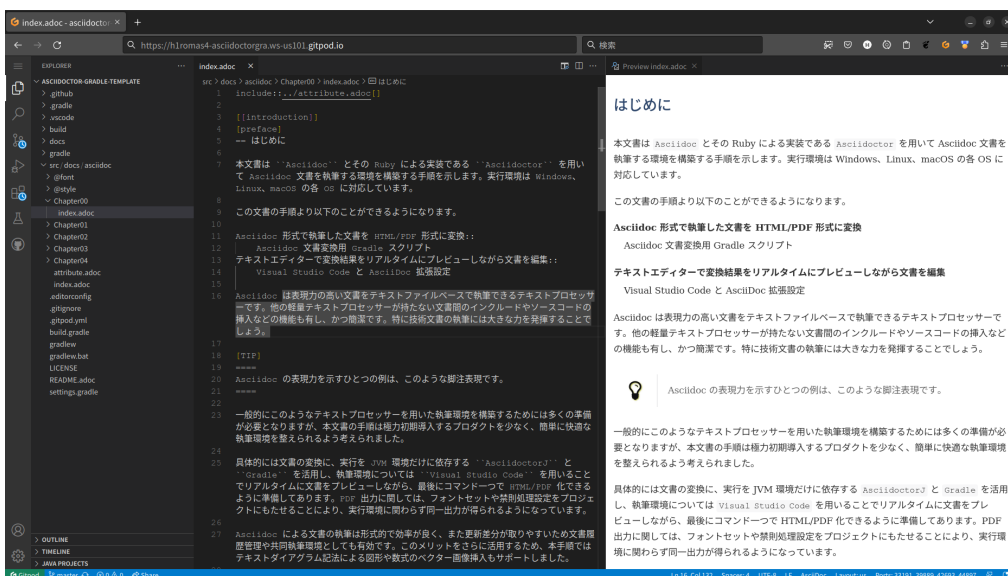 index.adoc - asciidoctor-
https://h1romas4-asciidoctorgra.ws-us101.gitpod.io
検索
EXPLORER
ASCIIDOCTOR-GRADLE-TEMPLATE
.github
.gradle
.vscode
build
docs
gradle
src / docs / asciidoc
@font
@style
Chapter00
index.adoc
Chapter01
Chapter02
Chapter03
Chapter04
attribute.adoc
index.adoc
.editorconfig
.gitignore
.gitpod.yml
build.gradle
gradlew
gradlew.bat
LICENSE
README.adoc
settings.gradle
OUTLINE
TIMELINE
JAVA PROJECTS
index.adoc
src > docs > asciidoc > Chapter00 > index.adoc > はじめに
1 include::../attribute.adoc[]
2
3 [[introduction]]
4 [preface]
5 == はじめに
6
7 本文書は ``Asciidoc`` とその Ruby による実装である ``Asciidoctor`` を用い
て Asciidoc 文書を執筆する環境を構築する手順を示します。実行環境は Windows、
Linux、macOS の各 OS に対応しています。
8
9 この文書の手順より以下のことができるようになります。
10
11 Asciidoc 形式で執筆した文書を HTML/PDF 形式に変換::
12 Asciidoc 文書変換用 Gradle スクリプト
13 テキストエディターで変換結果をリアルタイムにプレビューしながら文書を編集::
14 Visual Studio Code と AsciiDoc 拡張設定
15
16 Asciidoc は表現力の高い文書をテキストファイルベースで執筆できるテキストプロセッサ
ーです。他の軽量テキストプロセッサーが持たない文書間のインクルードやソースコードの
挿入などの機能も有し、かつ簡潔です。特に技術文書の執筆には大きな力を発揮することで
しょう。
17
18 [TIP]
19 ====
20 Asciidoc の表現力を示すひとつの例は、このような脚注表現です。
21 ====
22
23 一般的にこのようなテキストプロセッサーを用いた執筆環境を構築するためには多くの準備
が必要となりますが、本文書の手順は極力初期導入するプロダクトを少なく、簡単に快適な
執筆環境を整えられるよう考えられました。
24
25 具体的には文書の変換に、実行を JVM 環境だけに依存する ``AsciidoctorJ`` と
``Gradle`` を活用し、執筆環境については ``Visual Studio Code`` を用いること
でリアルタイムに文書をプレビューしながら、最後にコマンド一つで HTML/PDF 化できる
ように準備してあります。PDF 出力に関しては、フォントセットや禁則処理設定をプロジェ
クトにもたせることにより、実行環境に関わらず同一出力が得られるようになっています。
26
27 Asciidoc による文書の執筆は形式的で効率が良く、また更新差分が取りやすいため文書履
歴管理や共同執筆環境としても有効です。このメリットをさらに活用するため、本手順では
テキストダイアグラム記法による図形や数式のベクター画像挿入もサポートしました。
Preview index.adoc
はじめに
本文書は Asciidoc とその Ruby による実装である Asciidoctor を用いて Asciidoc 文書を
執筆する環境を構築する手順を示します。実行環境は Windows、Linux、macOS の各 OS に
対応しています。
この文書の手順より以下のことができるようになります。
Asciidoc 形式で執筆した文書を HTML/PDF 形式に変換
Asciidoc 文書変換用 Gradle スクリプト
テキストエディターで変換結果をリアルタイムにプレビューしながら文書を編集
Visual Studio Code と AsciiDoc 拡張設定
Asciidoc は表現力の高い文書をテキストファイルベースで執筆できるテキストプロセッサーで
す。他の軽量テキストプロセッサーが持たない文書間のインクルードやソースコードの挿入など
の機能も有し、かつ簡潔です。特に技術文書の執筆には大きな力を発揮することでしょう。
Asciidoc の表現力を示すひとつの例は、このような脚注表現です。
一般的にこのようなテキストプロセッサーを用いた執筆環境を構築するためには多くの準備が必
要となりますが、本文書の手順は極力初期導入するプロダクトを少なく、簡単に快適な執筆環境
を整えられるよう考えられました。
具体的には文書の変換に、実行を JVM 環境だけに依存する AsciidoctorJ と Gradle を活用
し、執筆環境については Visual Studio Code を用いることでリアルタイムに文書をプレ
ビューしながら、最後にコマンド一つで HTML/PDF 化できるように準備してあります。PDF
出力に関しては、フォントセットや禁則処理設定をプロジェクトにもたせることにより、実行環
境に関わらず同一出力が得られるようになっています。
Gitpod master 0 0 Share
Ln 16, Col 132 Spaces: 4 UTF-8 LF AsciiDoc Layout: us